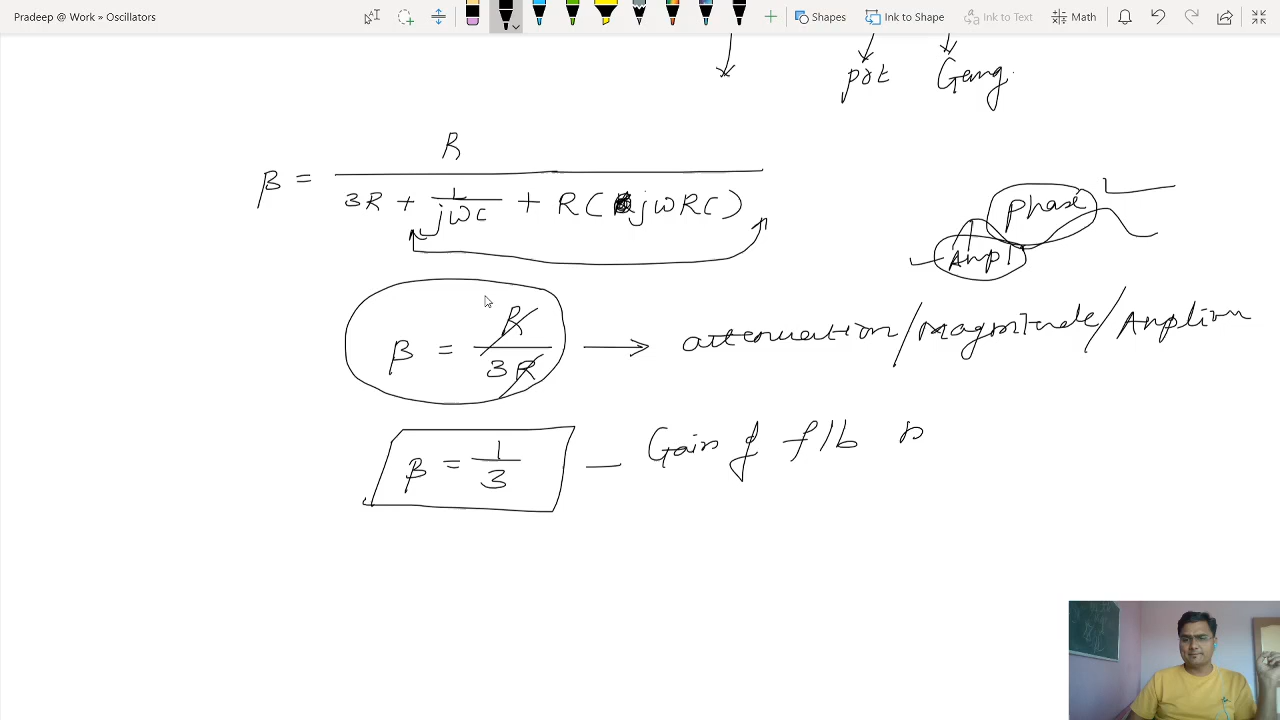 Pradeep @ Work » Oscillators
Shapes Ink to Shape Ink to Text Math
pot Gang
R
β = 3R + 1/jωC + R(jωRC)
Phase
Ampl
β = R/3R → attenuation/Magnitude/
β = 1/3 — Gain of f/b